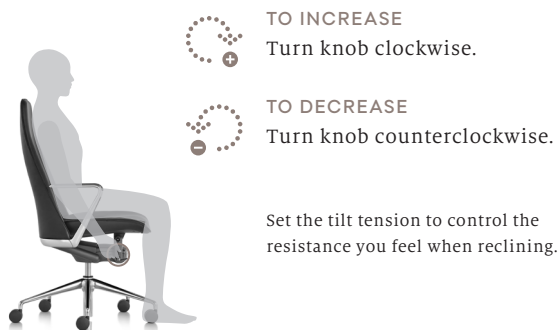 TO INCREASE
Turn knob clockwise.
TO DECREASE
Turn knob counterclockwise.
Set the tilt tension to control the
resistance you feel when reclining.